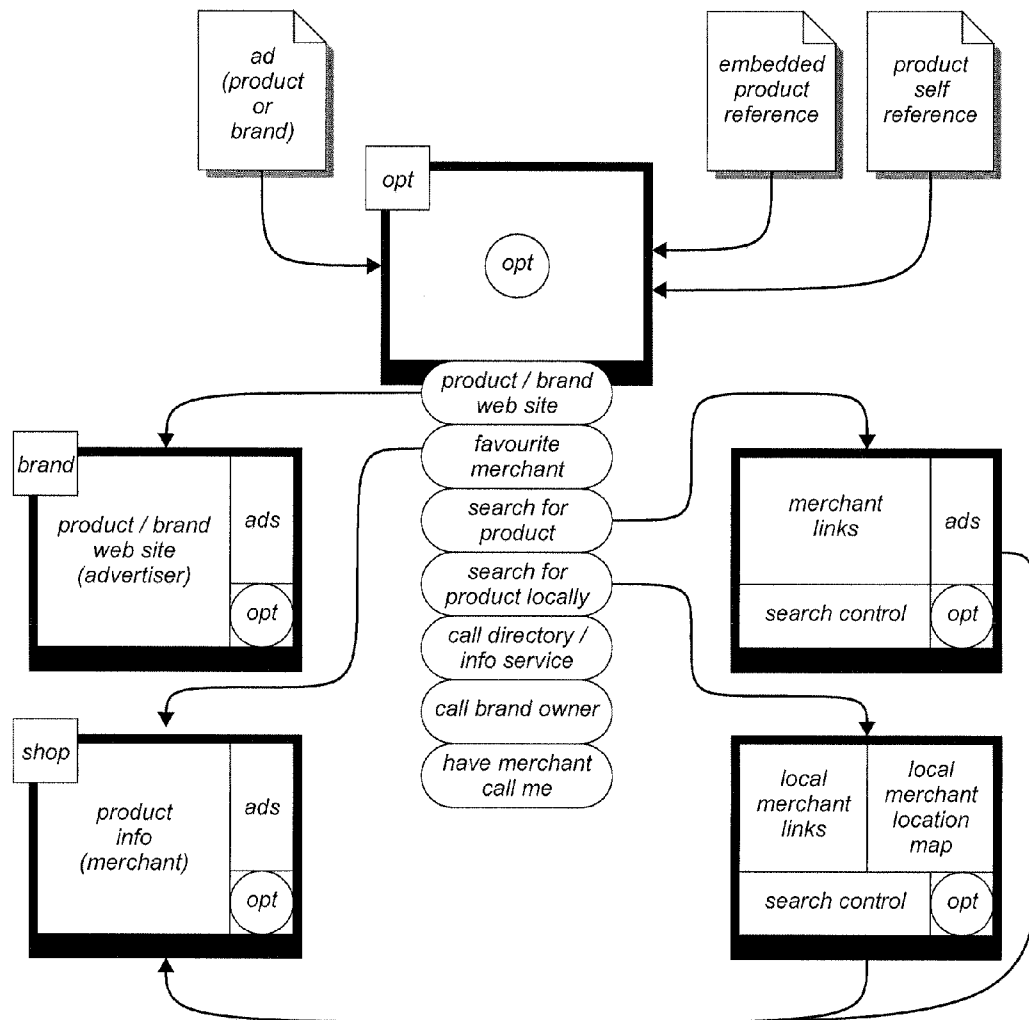 ad
(product
or
brand)
embedded
product
reference
product
self
reference
opt
opt
product / brand
web site
favourite
merchant
search for
product
search for
product locally
call directory /
info service
call brand owner
have merchant
call me
brand
product / brand
web site
(advertiser)
ads
opt
merchant
links
ads
search control
opt
shop
product
info
(merchant)
ads
opt
local
merchant
links
local
merchant
location
map
search control
opt